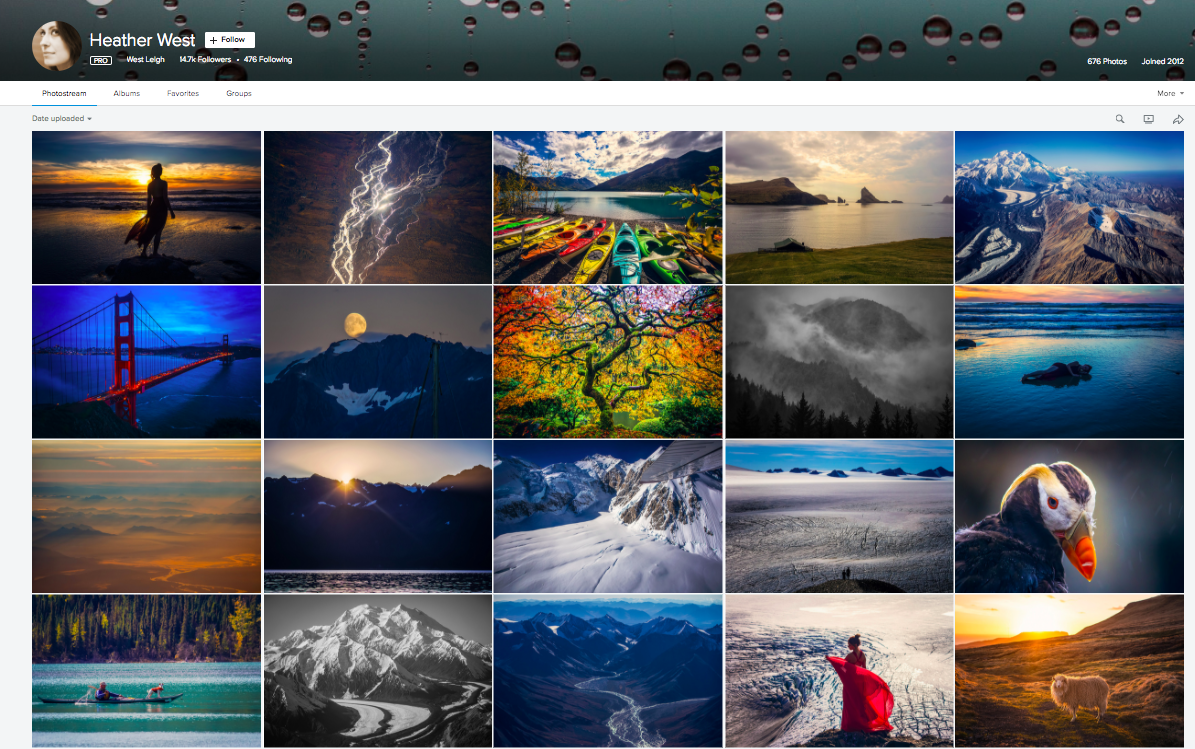 Heather West
+ Follow
PRO West Leigh 14.7k Followers • 476 Following
676 Photos Joined 2012
Photostream Albums Favorites Groups More
Date uploaded